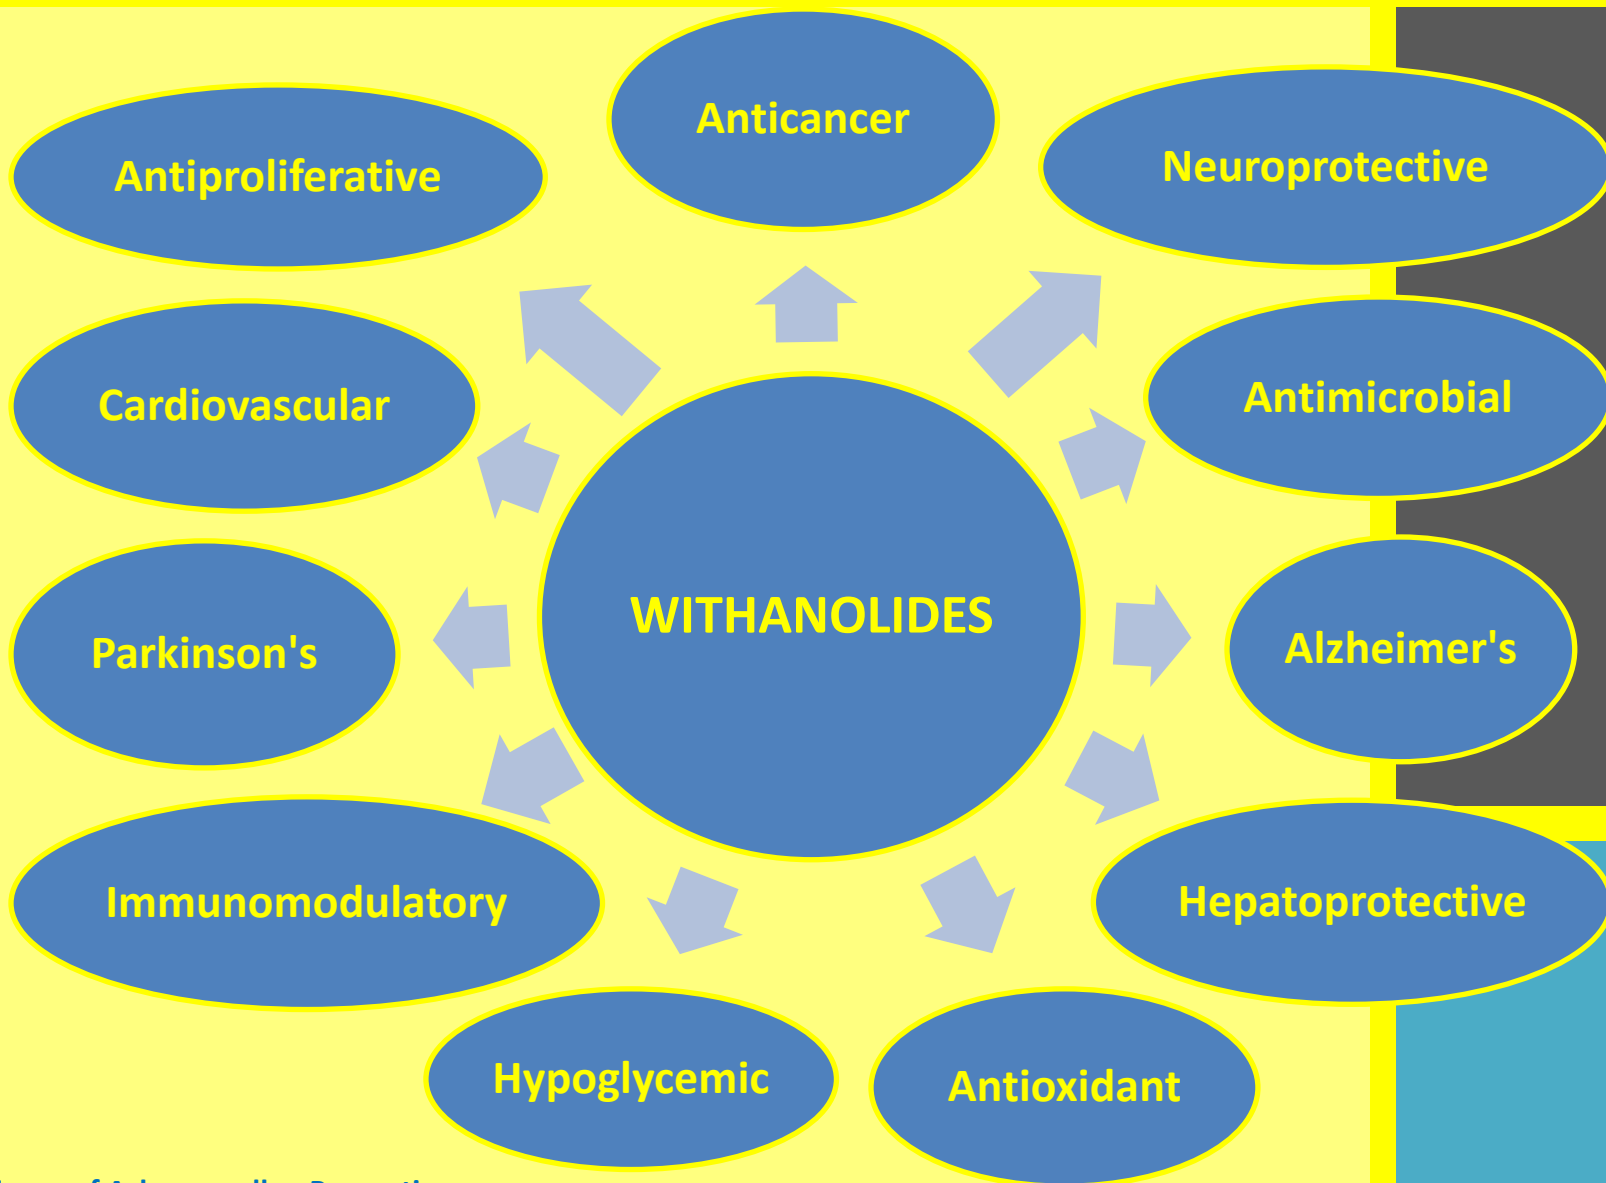 Anticancer
Neuroprotective
Antiproliferative
Antimicrobial
Cardiovascular
WITHANOLIDES
Alzheimer's
Parkinson's
Hepatoprotective
Immunomodulatory
Hypoglycemic
Antioxidant